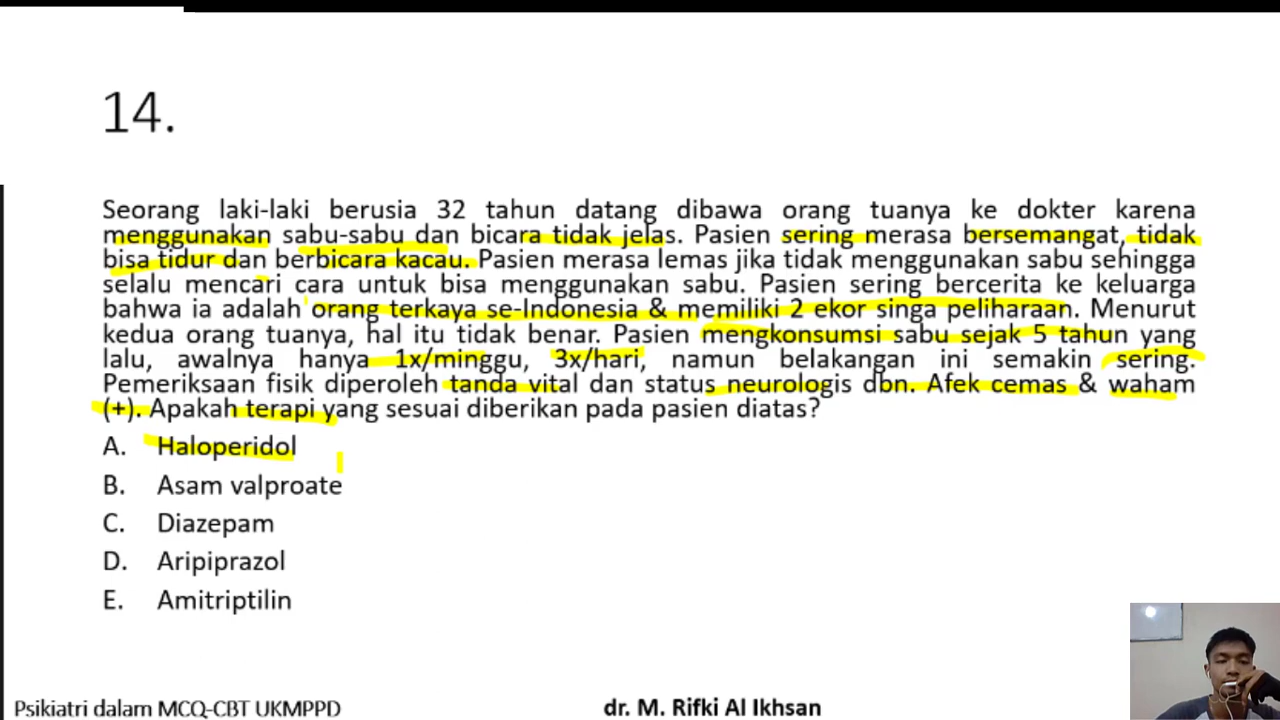 14.
Seorang laki-laki berusia 32 tahun datang dibawa orang tuanya ke dokter karena
menggunakan sabu-sabu dan bicara tidak jelas. Pasien sering merasa bersemangat, tidak
bisa tidur dan berbicara kacau. Pasien merasa lemas jika tidak menggunakan sabu sehingga
selalu mencari cara untuk bisa menggunakan sabu. Pasien sering bercerita ke keluarga
bahwa ia adalah orang terkaya se-Indonesia & memiliki 2 ekor singa peliharaan. Menurut
kedua orang tuanya, hal itu tidak benar. Pasien mengkonsumsi sabu sejak 5 tahun yang
lalu, awalnya hanya 1x/minggu, 3x/hari, namun belakangan ini semakin sering.
Pemeriksaan fisik diperoleh tanda vital dan status neurologis dbn. Afek cemas & waham
(+). Apakah terapi yang sesuai diberikan pada pasien diatas?
A. Haloperidol
B. Asam valproate
C. Diazepam
D. Aripiprazol
E. Amitriptilin
Psikiatri dalam MCQ-CBT UKMPPD
dr. M. Rifki Al Ikhsan